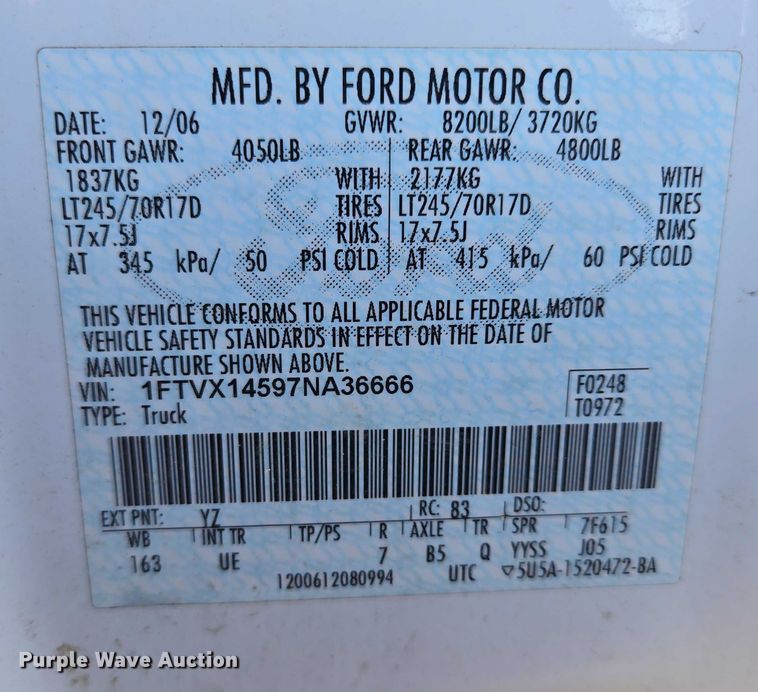 MFD. BY FORD MOTOR CO.
DATE: 12/06 GVWR: 8200LB/ 3720KG
FRONT GAWR: 4050LB REAR GAWR: 4800LB
1837KG WITH 2177KG WITH
LT245/70R17D TIRES LT245/70R17D TIRES
17x7.5J RIMS 17x7.5J RIMS
AT 345 kPa/ 50 PSI COLD AT 415 kPa/ 60 PSI COLD
THIS VEHICLE CONFORMS TO ALL APPLICABLE FEDERAL MOTOR
VEHICLE SAFETY STANDARDS IN EFFECT ON THE DATE OF
MANUFACTURE SHOWN ABOVE.
VIN: 1FTVX14597NA36666 F0248
TYPE: Truck T0972
EXT PNT: YZ RC: 83 DSO:
WB INT TR TP/PS R AXLE TR SPR 7F615
163 UE 7 B5 Q YYSS J05
1200612080994 UTC ▽5U5A-1520472-BA
Purple Wave Auction